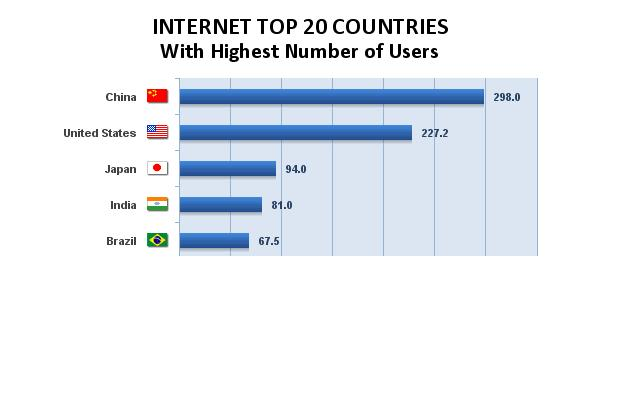 INTERNET TOP 20 COUNTRIES
With Highest Number of Users
China 298.0
United States 227.2
Japan 94.0
India 81.0
Brazil 67.5